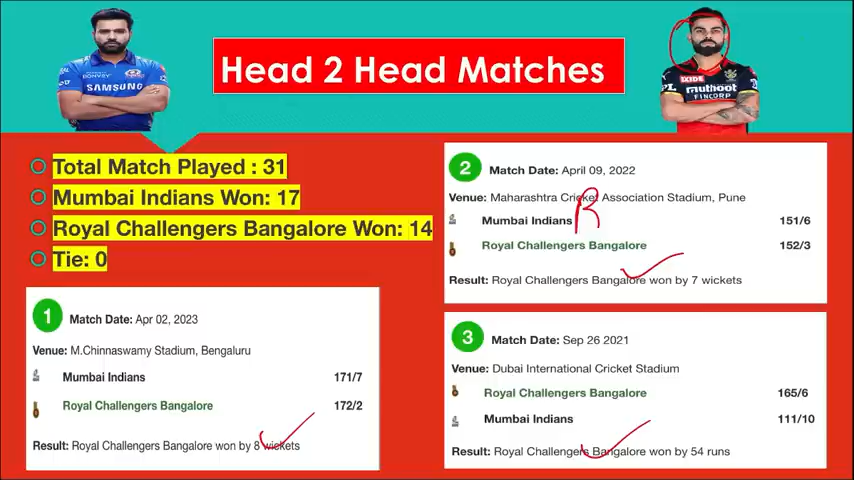 Head 2 Head Matches
SAMSUNG
muthoot
FINCORP
Total Match Played : 31
Mumbai Indians Won: 17
Royal Challengers Bangalore Won: 14
Tie: 0
1 Match Date: Apr 02, 2023
Venue: M.Chinnaswamy Stadium, Bengaluru
Mumbai Indians 171/7
Royal Challengers Bangalore 172/2
Result: Royal Challengers Bangalore won by 8 wickets
2 Match Date: April 09, 2022
Venue: Maharashtra Cricket Association Stadium, Pune
Mumbai Indians R 151/6
Royal Challengers Bangalore 152/3
Result: Royal Challengers Bangalore won by 7 wickets
3 Match Date: Sep 26 2021
Venue: Dubai International Cricket Stadium
Royal Challengers Bangalore 165/6
Mumbai Indians 111/10
Result: Royal Challengers Bangalore won by 54 runs